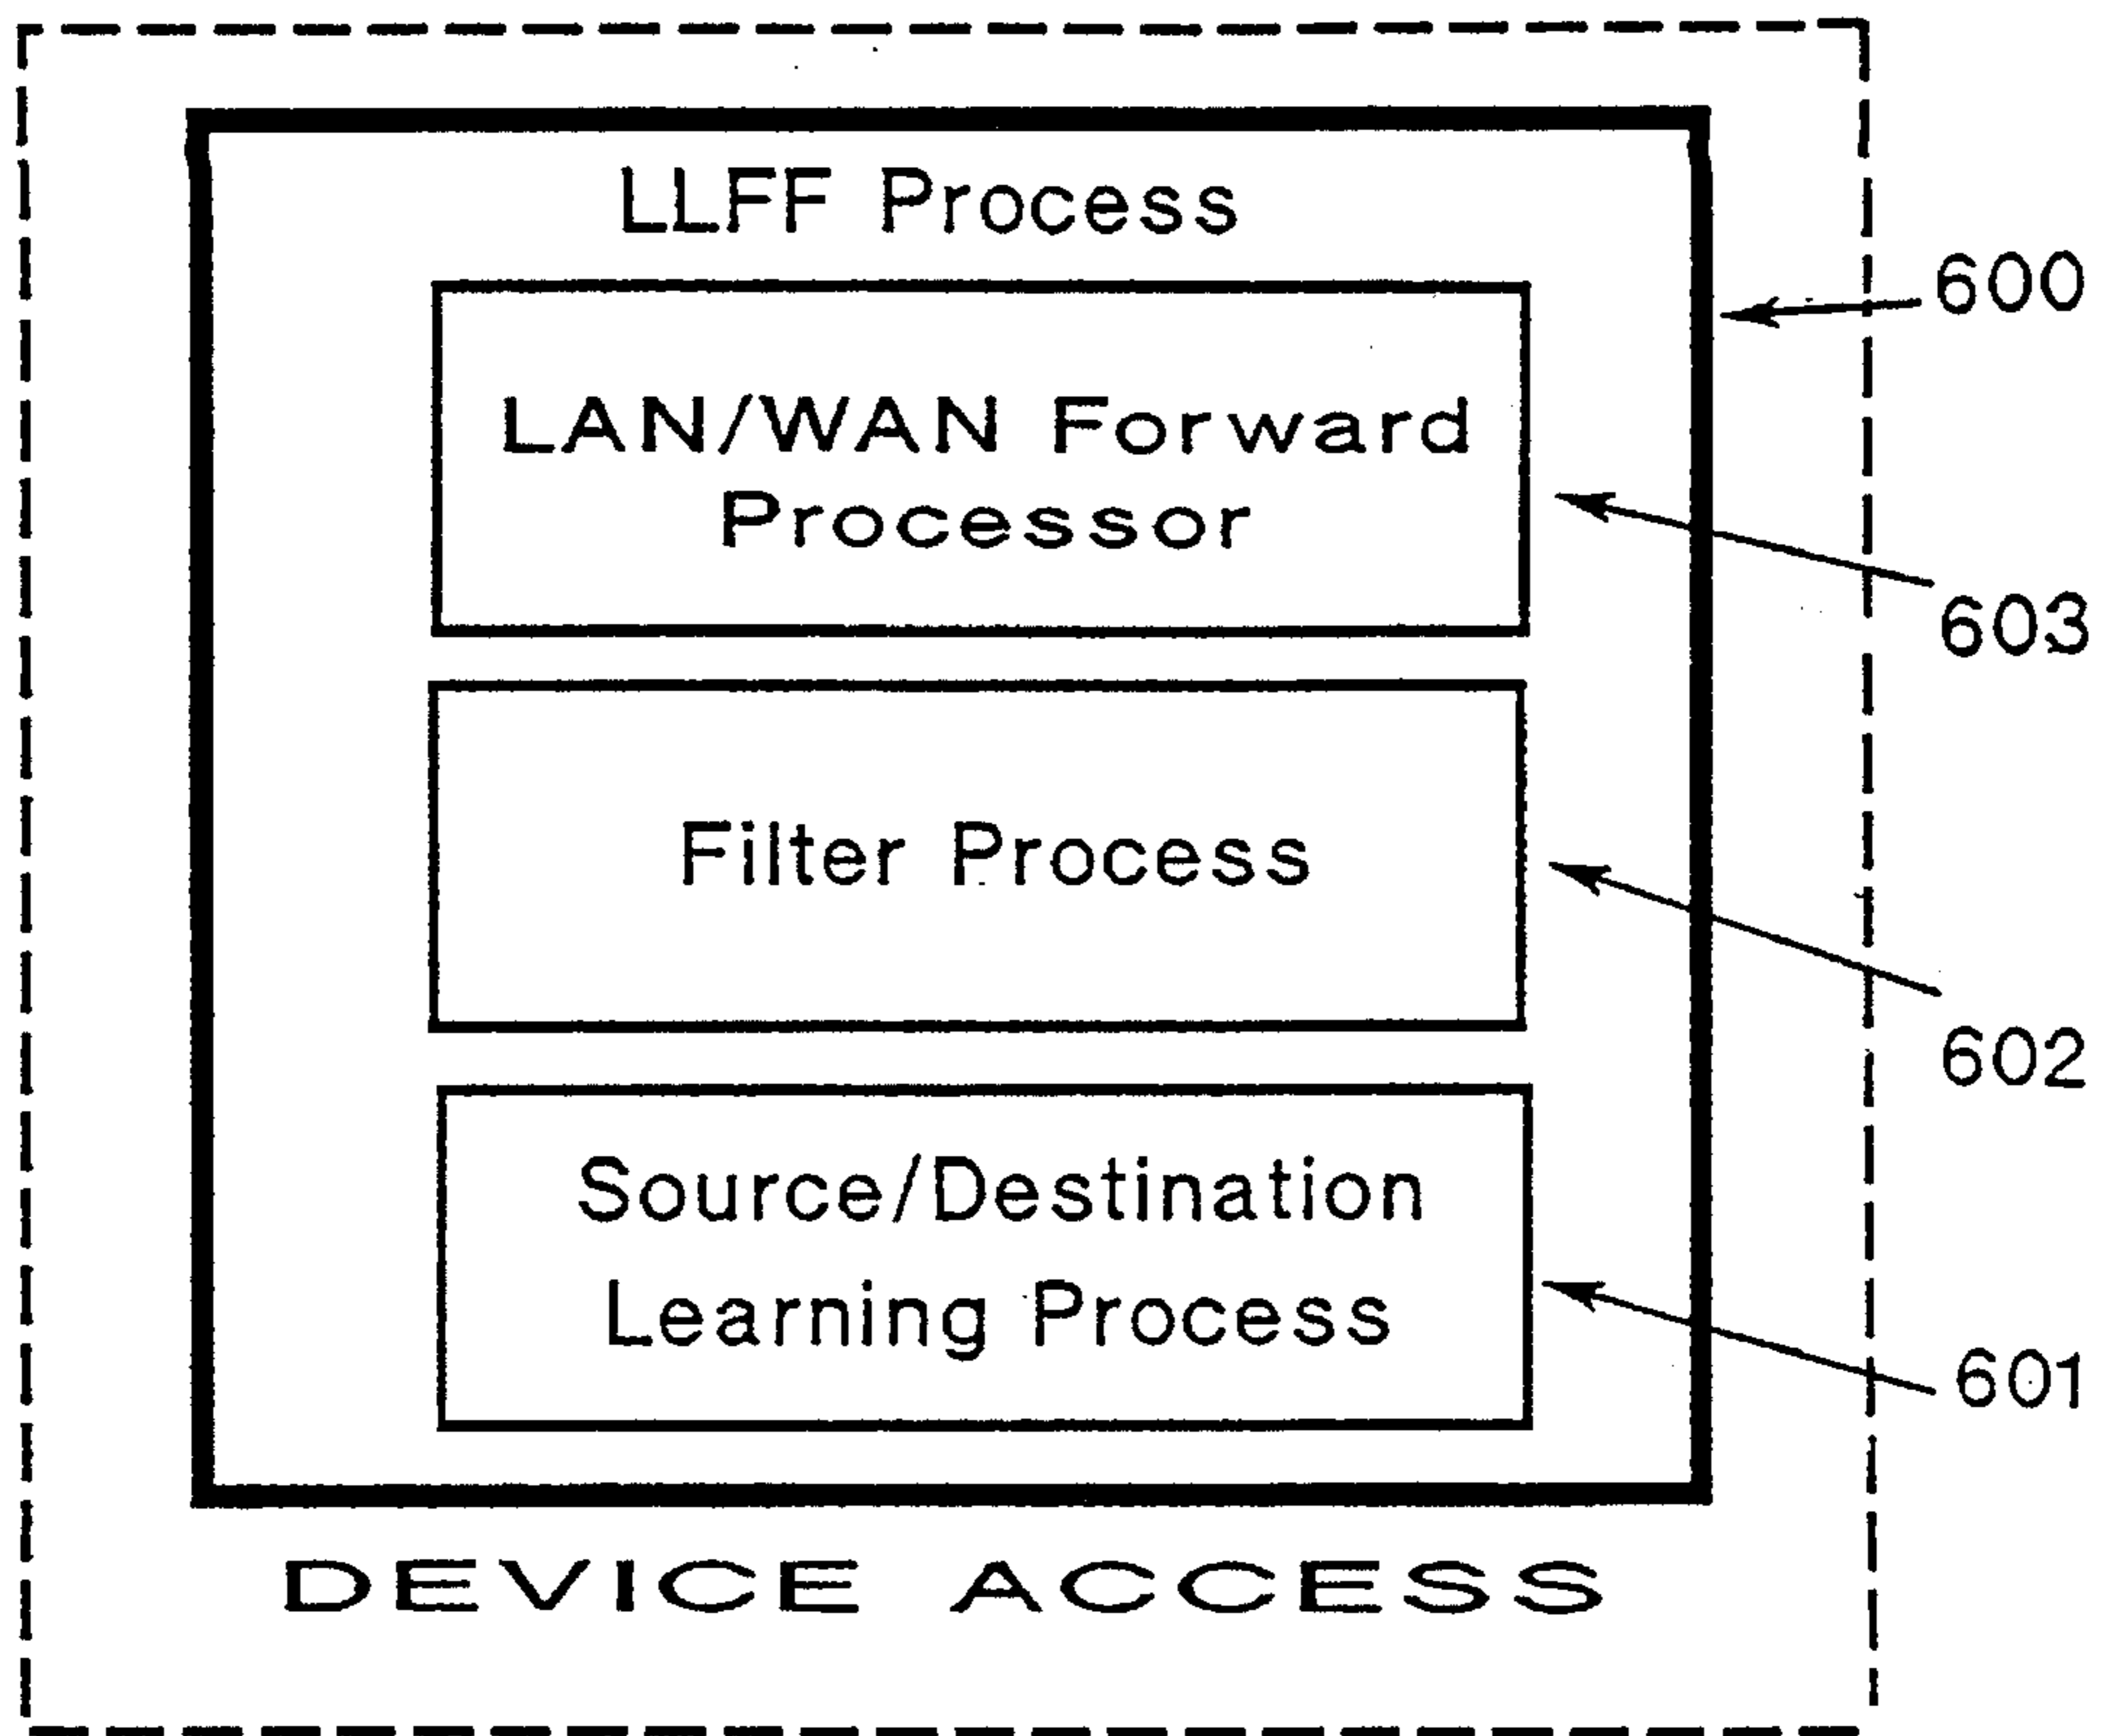 LLFF Process
600
LAN/WAN Forward
Processor
603
Filter Process
602
Source/Destination
Learning Process
601
DEVICE ACCESS